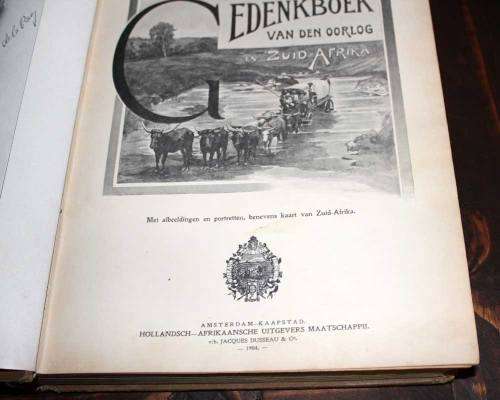 GEDENKBOEK
VAN DEN OORLOG
IN ZUID-AFRIKA
Met afbeeldingen en portretten, benevens kaart van Zuid-Afrika.
AMSTERDAM—KAAPSTAD.
HOLLANDSCH—AFRIKAANSCHE UITGEVERS MAATSCHAPPIJ.
v/h. JACQUES DUSSEAU & Co.
— 1904. —